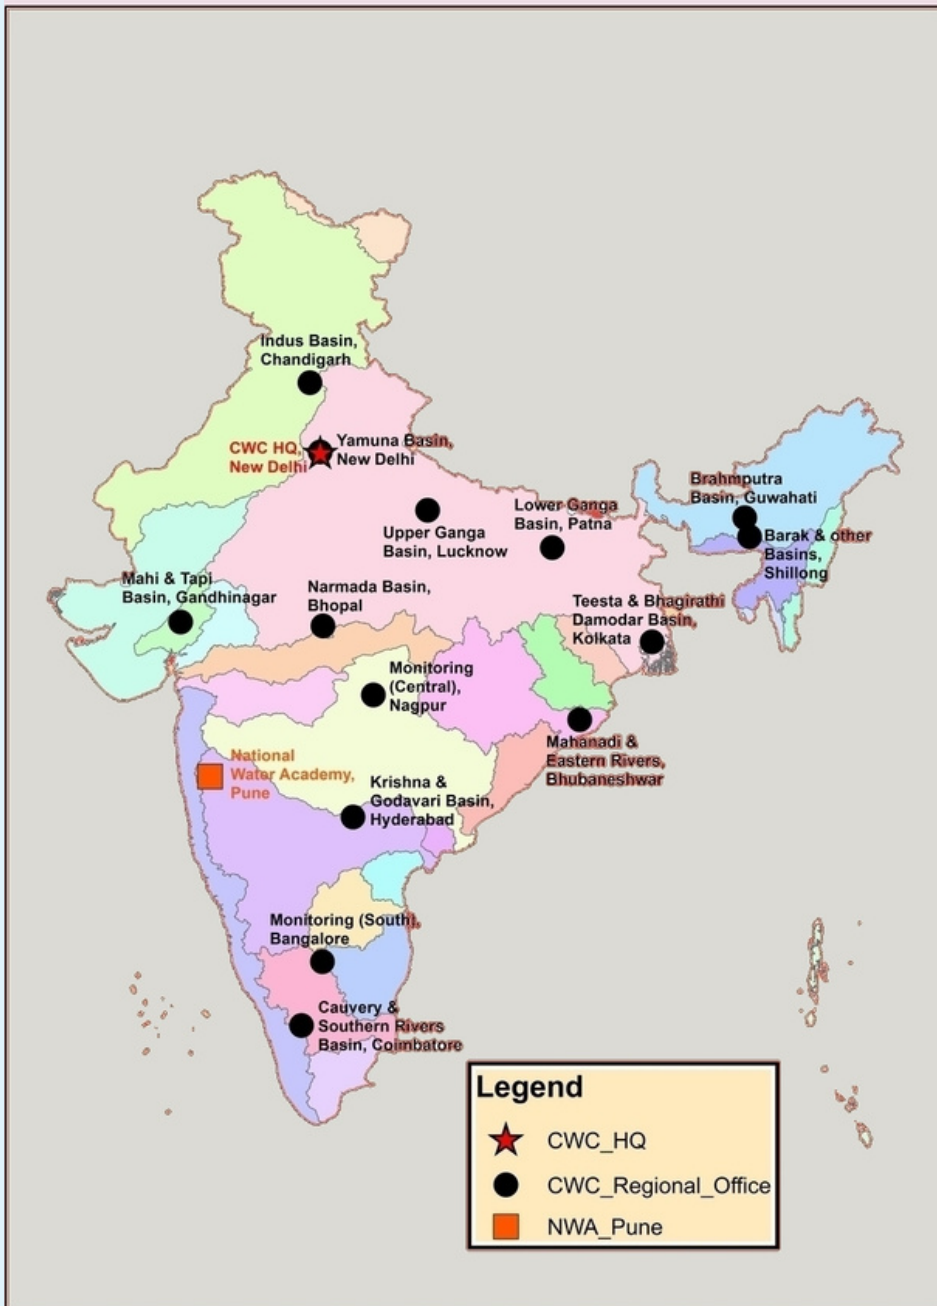 Indus Basin,
Chandigarh
CWC HQ,
New Delhi
Yamuna Basin,
New Delhi
Brahmputra
Basin, Guwahati
Lower Ganga
Basin, Patna
Upper Ganga
Basin, Lucknow
Barak & other
Basins,
Shillong
Mahi & Tapi
Basin, Gandhinagar
Narmada Basin,
Bhopal
Teesta & Bhagirathi
Damodar Basin,
Kolkata
Monitoring
(Central),
Nagpur
Mahanadi &
Eastern Rivers,
Bhubaneshwar
National
Water Academy,
Pune
Krishna &
Godavari Basin,
Hyderabad
Monitoring (South),
Bangalore
Cauvery &
Southern Rivers
Basin, Coimbatore
Legend
CWC_HQ
CWC_Regional_Office
NWA_Pune